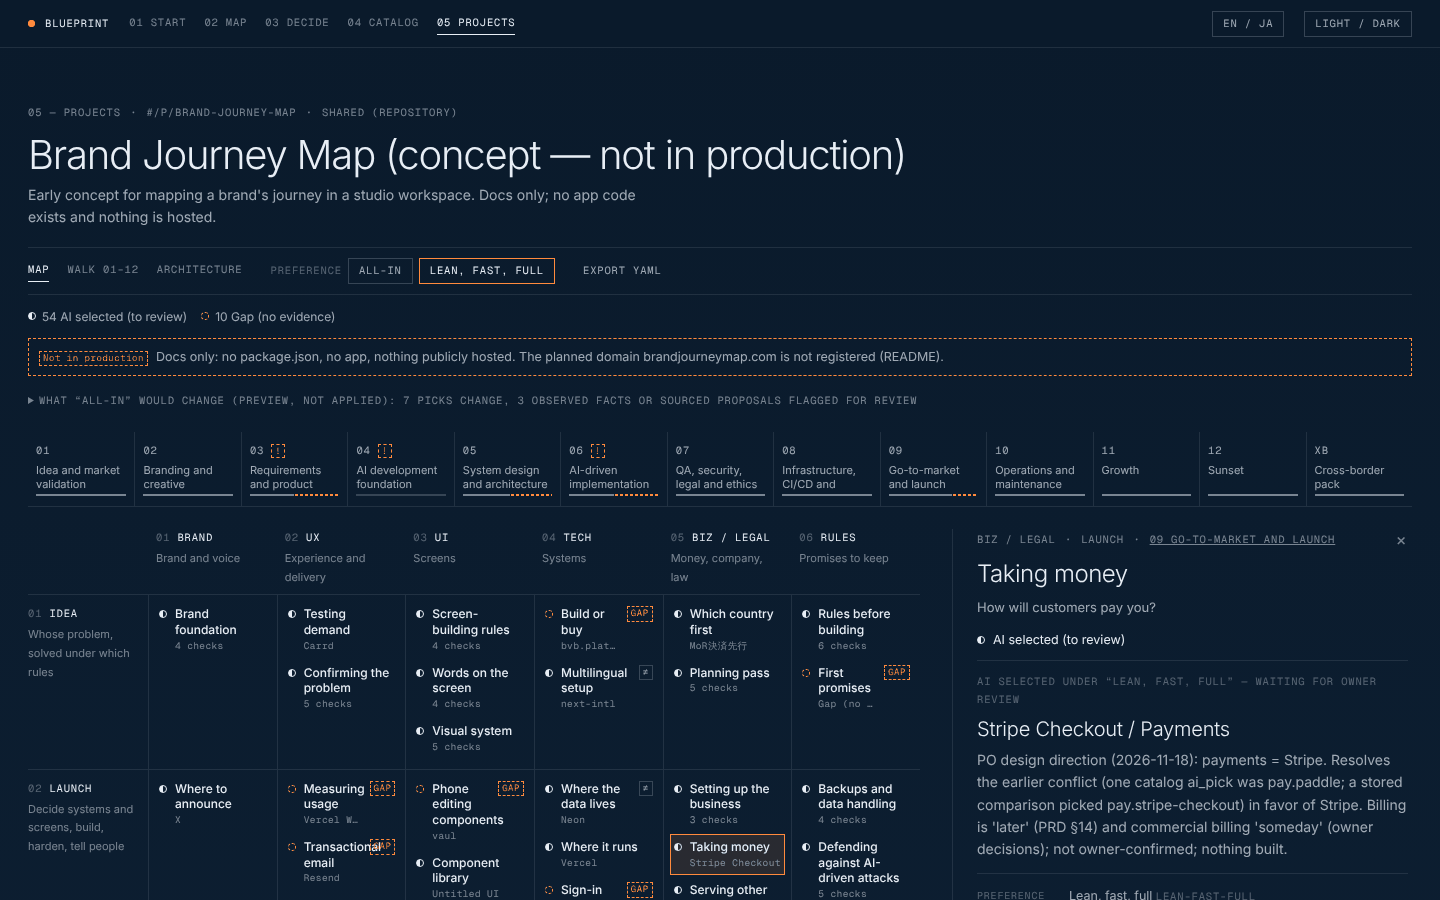 BLUEPRINT 01 START 02 MAP 03 DECIDE 04 CATALOG 05 PROJECTS EN / JA LIGHT / DARK
05 — PROJECTS · #/P/BRAND-JOURNEY-MAP · SHARED (REPOSITORY)
Brand Journey Map (concept — not in production)
Early concept for mapping a brand's journey in a studio workspace. Docs only; no app code
exists and nothing is hosted.
MAP WALK 01–12 ARCHITECTURE PREFERENCE ALL-IN LEAN, FAST, FULL EXPORT YAML
54 AI selected (to review) 10 Gap (no evidence)
Not in production Docs only: no package.json, no app, nothing publicly hosted. The planned domain brandjourneymap.com is not registered (README).
WHAT “ALL-IN” WOULD CHANGE (PREVIEW, NOT APPLIED): 7 PICKS CHANGE, 3 OBSERVED FACTS OR SOURCED PROPOSALS FLAGGED FOR REVIEW
01
Idea and market
validation
02
Branding and
creative
03 !
Requirements
and product
04 !
AI development
foundation
05
System design
and architecture
06 !
AI-driven
implementation
07
QA, security,
legal and ethics
08
Infrastructure,
CI/CD and
09
Go-to-market
and launch
10
Operations and
maintenance
11
Growth
12
Sunset
XB
Cross-border
pack
01 BRAND
Brand and voice
02 UX
Experience and
delivery
03 UI
Screens
04 TECH
Systems
05 BIZ / LEGAL
Money, company,
law
06 RULES
Promises to keep
01 IDEA
Whose problem,
solved under which
rules
Brand
foundation
4 checks
Testing
demand
Carrd
Confirming the
problem
5 checks
Screen-
building rules
4 checks
Words on the
screen
4 checks
Visual system
5 checks
Build or
buy
GAP
bvb.plat…
Multilingual
setup
≠
next-intl
Which country
first
MoR決済先行
Planning pass
5 checks
Rules before
building
6 checks
First
promises
GAP
Gap (no …
02 LAUNCH
Decide systems and
screens, build,
harden, tell people
Where to
announce
X
Measuring
usage
GAP
Vercel W…
Transactional
email
GAP
Resend
Phone
editing
components
GAP
vaul
Component
library
Untitled UI
Where the
data lives
≠
Neon
Where it runs
Vercel
Sign-in
GAP
Setting up the
business
3 checks
Taking money
Stripe Checkout
Serving other
Backups and
data handling
4 checks
Defending
against AI-
driven attacks
5 checks
BIZ / LEGAL · LAUNCH · 09 GO-TO-MARKET AND LAUNCH ×
Taking money
How will customers pay you?
AI selected (to review)
AI SELECTED UNDER “LEAN, FAST, FULL” — WAITING FOR OWNER
REVIEW
Stripe Checkout / Payments
PO design direction (2026-11-18): payments = Stripe. Resolves
the earlier conflict (one catalog ai_pick was pay.paddle; a stored
comparison picked pay.stripe-checkout) in favor of Stripe. Billing
is 'later' (PRD §14) and commercial billing 'someday' (owner
decisions); not owner-confirmed; nothing built.
PREFERENCE Lean, fast, full LEAN-FAST-FULL